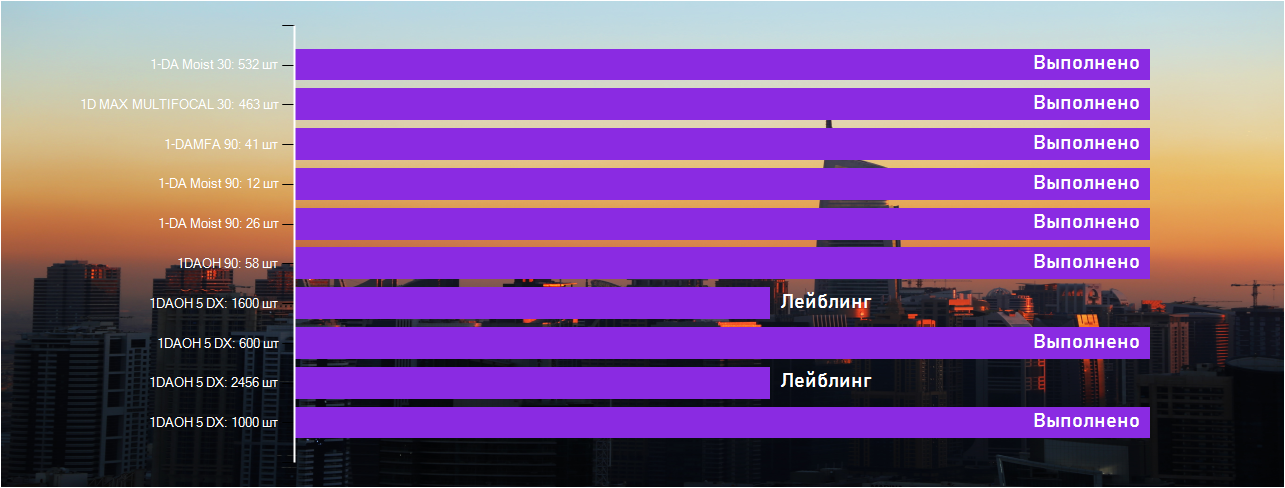 1-DA Moist 30: 532 шт Выполнено
1D MAX MULTIFOCAL 30: 463 шт Выполнено
1-DAMFA 90: 41 шт Выполнено
1-DA Moist 90: 12 шт Выполнено
1-DA Moist 90: 26 шт Выполнено
1DAOH 90: 58 шт Выполнено
1DAOH 5 DX: 1600 шт Лейблинг
1DAOH 5 DX: 600 шт Выполнено
1DAOH 5 DX: 2456 шт Лейблинг
1DAOH 5 DX: 1000 шт Выполнено